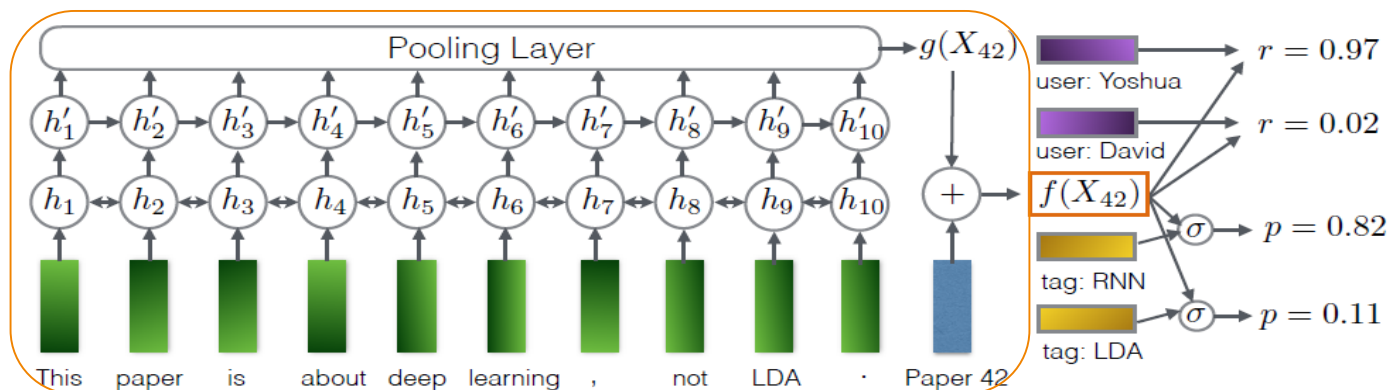 Pooling Layer
g(X₄₂)
user: Yoshua
r = 0.97
h′₁ h′₂ h′₃ h′₄ h′₅ h′₆ h′₇ h′₈ h′₉ h′₁₀
user: David
r = 0.02
h₁ h₂ h₃ h₄ h₅ h₆ h₇ h₈ h₉ h₁₀
+
f(X₄₂)
σ
p = 0.82
tag: RNN
σ
p = 0.11
tag: LDA
This paper is about deep learning , not LDA . Paper 42